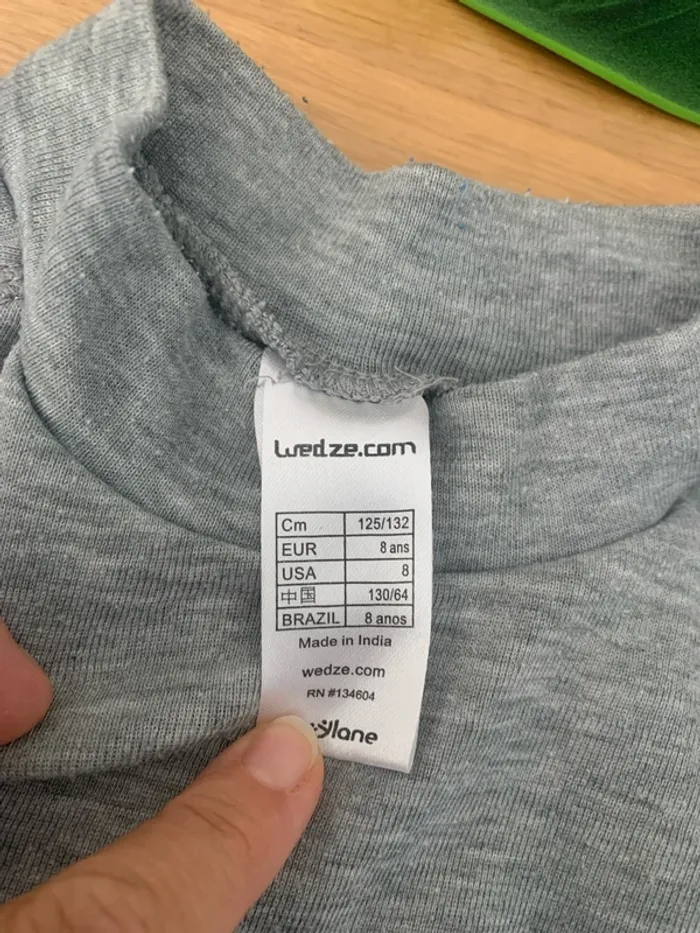 wedze.com
Cm 125/132
EUR 8 ans
USA 8
中国 130/64
BRAZIL 8 anos
Made in India
wedze.com
RN #134604